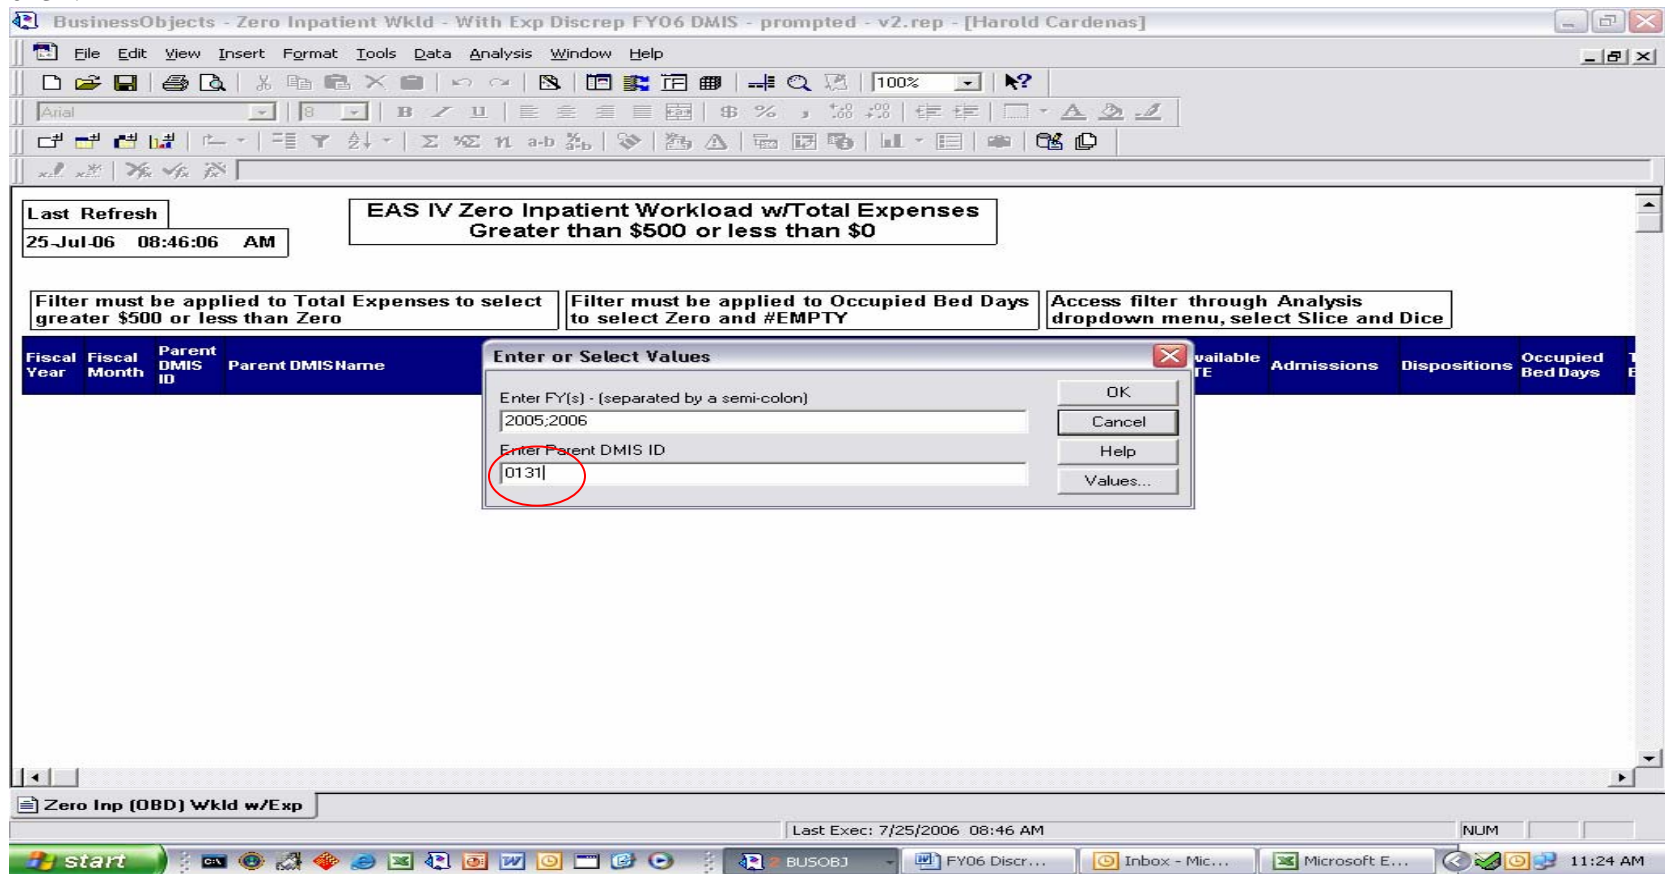 BusinessObjects - Zero Inpatient Wkld - With Exp Discrep FY06 DMIS - prompted - v2.rep - [Harold Cardenas]
File Edit View Insert Format Tools Data Analysis Window Help
100%
Arial 8 B U $ %
Last Refresh
25-Jul-06 08:46:06 AM
EAS IV Zero Inpatient Workload w/Total Expenses
Greater than $500 or less than $0
Filter must be applied to Total Expenses to select
greater $500 or less than Zero
Filter must be applied to Occupied Bed Days
to select Zero and #EMPTY
Access filter through Analysis
dropdown menu, select Slice and Dice
Fiscal Year
Fiscal Month
Parent DMIS ID
Parent DMIS Name
vailable TE
Admissions
Dispositions
Occupied Bed Days
Enter or Select Values
Enter FY(s) - (separated by a semi-colon)
2005;2006
Enter Parent DMIS ID
0131
OK
Cancel
Help
Values...
Zero Inp (OBD) Wkld w/Exp
Last Exec: 7/25/2006 08:46 AM
NUM
start
2 BUSOBJ
FY06 Discr...
Inbox - Mic...
Microsoft E...
11:24 AM